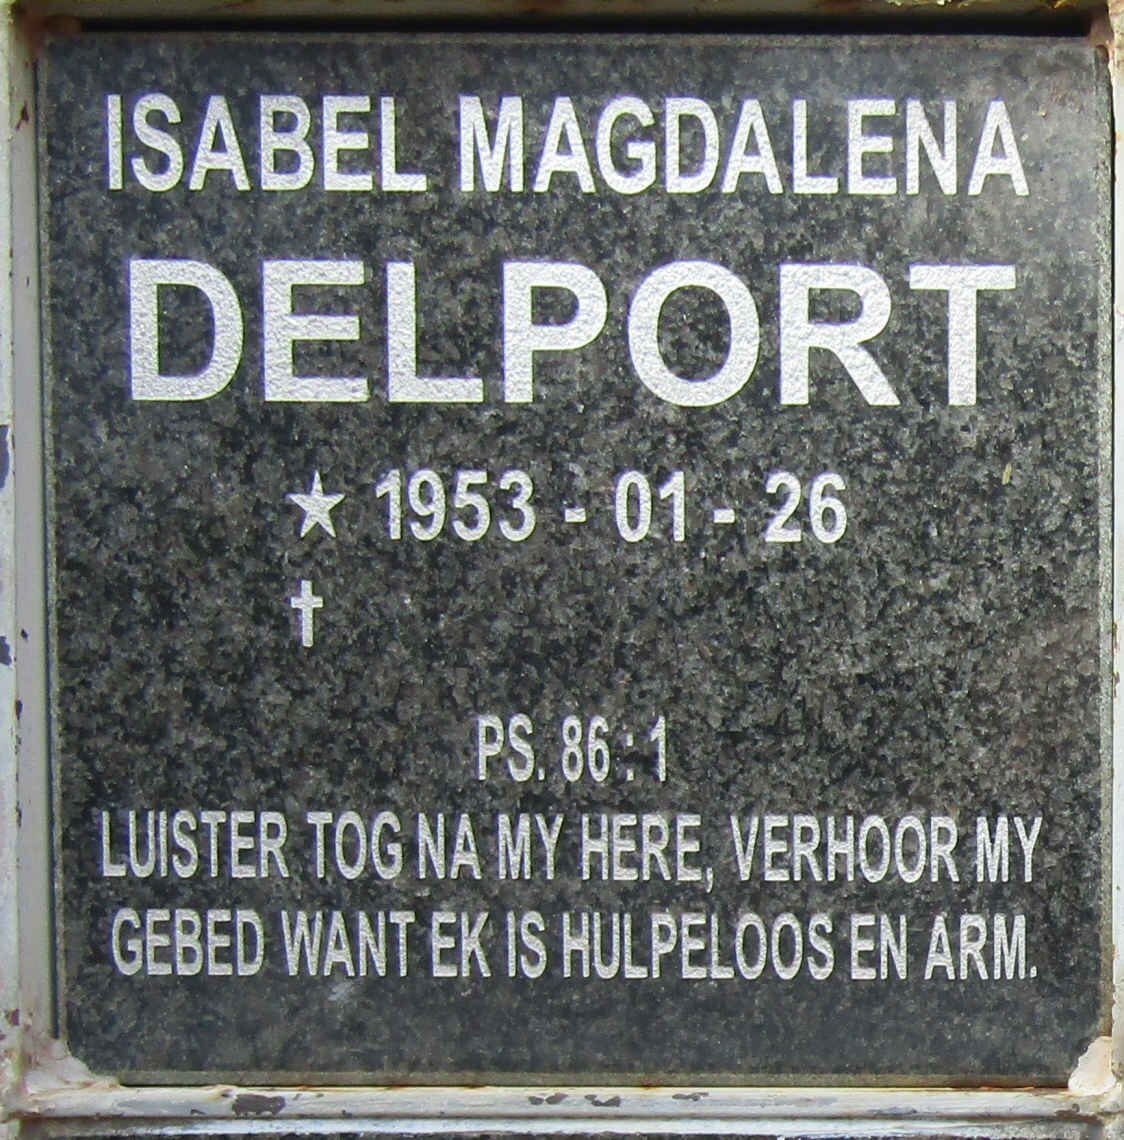 ISABEL MAGDALENA
DELPORT
★ 1953 - 01 - 26
✝
PS. 86 : 1
LUISTER TOG NA MY HERE, VERHOOR MY
GEBED WANT EK IS HULPELOOS EN ARM.